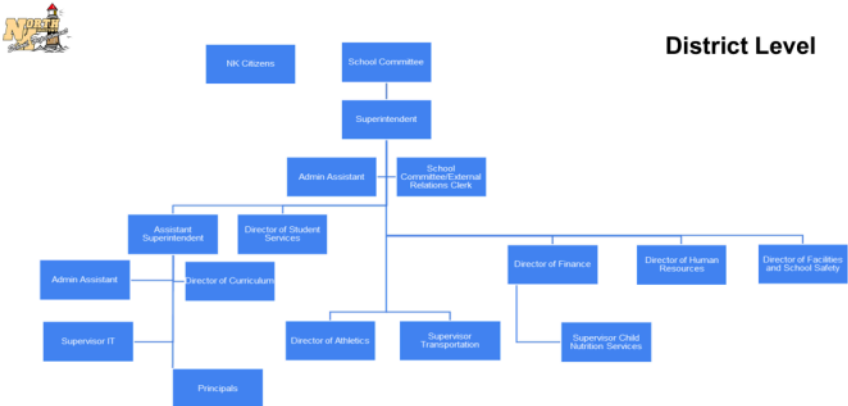 NORTH
District Level
NK Citizens
School Committee
Superintendent
Admin Assistant
School
Committee/External
Relations Clerk
Assistant
Superintendent
Director of Student
Services
Admin Assistant
Director of Curriculum
Director of Finance
Director of Human
Resources
Director of Facilities
and School Safety
Supervisor IT
Director of Athletics
Supervisor
Transportation
Supervisor Child
Nutrition Services
Principals